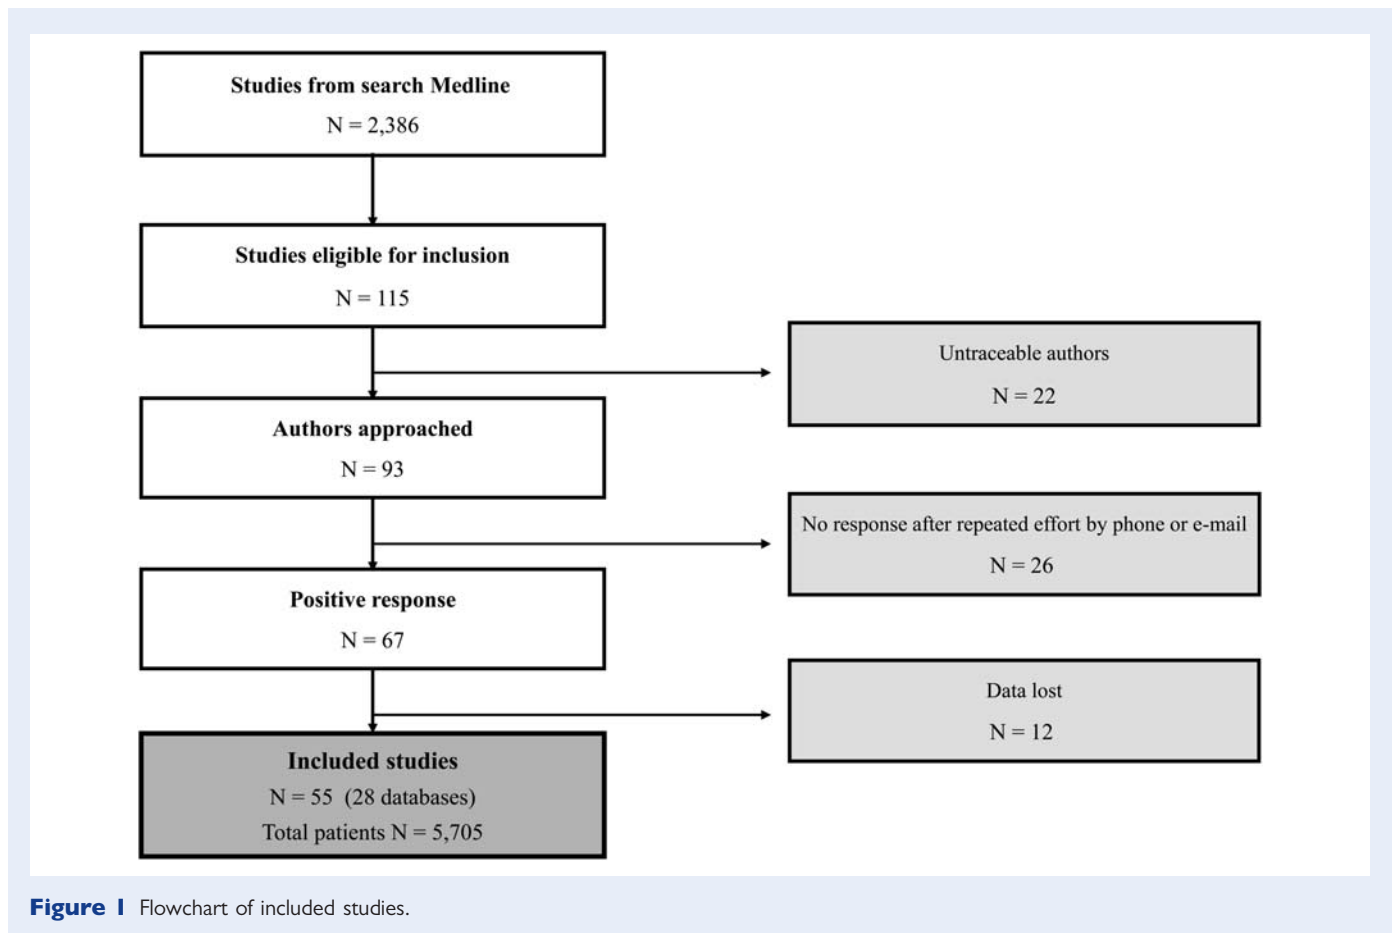 Studies from search Medline
N = 2,386
Studies eligible for inclusion
N = 115
Untraceable authors
N = 22
Authors approached
N = 93
No response after repeated effort by phone or e-mail
N = 26
Positive response
N = 67
Data lost
N = 12
Included studies
N = 55 (28 databases)
Total patients N = 5,705
Figure 1 Flowchart of included studies.